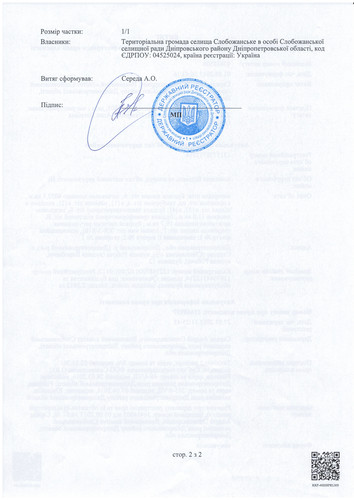 Розмір частки: 1/1
Власники: Територіальна громада селища Слобожанське в особі Слобожанської
селищної ради Дніпровського району Дніпропетровської області, код
ЄДРПОУ: 04525024, країна реєстрації: Україна
Витяг сформував: Середа А.О.
Підпис:
МП
ДЕРЖАВНИЙ РЕЄСТРАТОР
ДЕРЖАВНИЙ РЕЄСТРАТОР
стор. 2 з 2